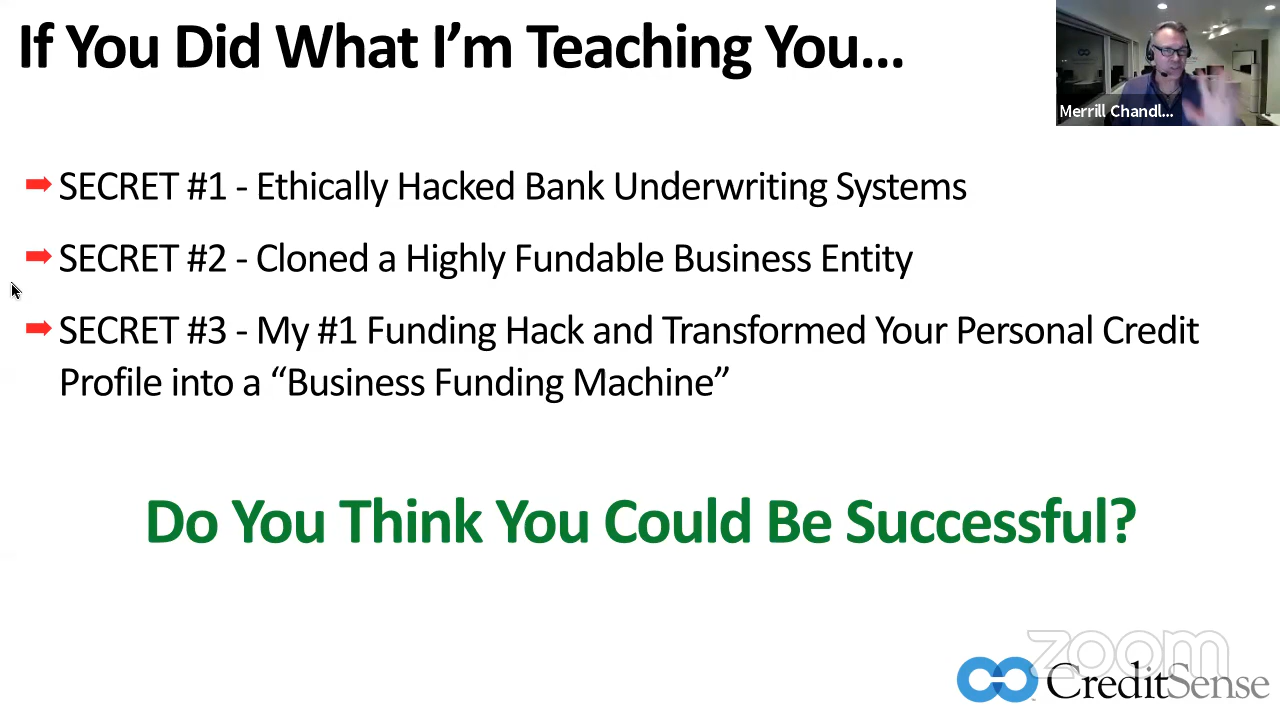 If You Did What I’m Teaching You...
Merrill Chandl...
SECRET #1 - Ethically Hacked Bank Underwriting Systems
SECRET #2 - Cloned a Highly Fundable Business Entity
SECRET #3 - My #1 Funding Hack and Transformed Your Personal Credit
Profile into a “Business Funding Machine”
Do You Think You Could Be Successful?
zoom
CreditSense